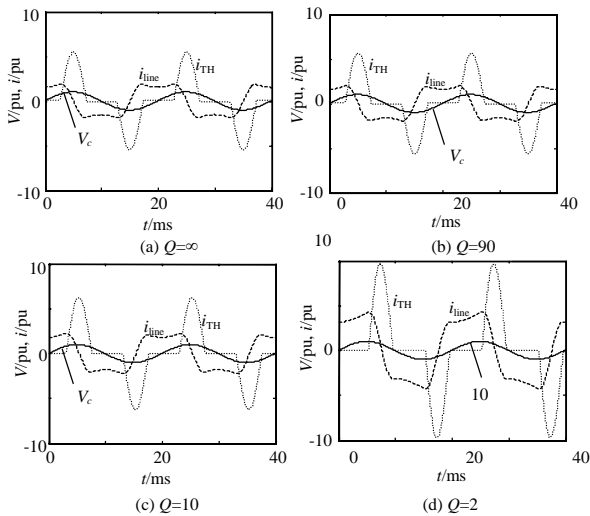 10
V/pu, i/pu
0
-10
0
20
40
t/ms
i_line
i_TH
V_c
(a) Q=∞
10
V/pu, i/pu
0
-10
0
20
40
t/ms
i_TH
i_line
V_c
(b) Q=90
10
V/pu, i/pu
0
-10
0
20
40
t/ms
i_line
i_TH
V_c
(c) Q=10
10
V/pu, i/pu
0
-10
0
20
40
t/ms
i_TH
i_line
10
(d) Q=2